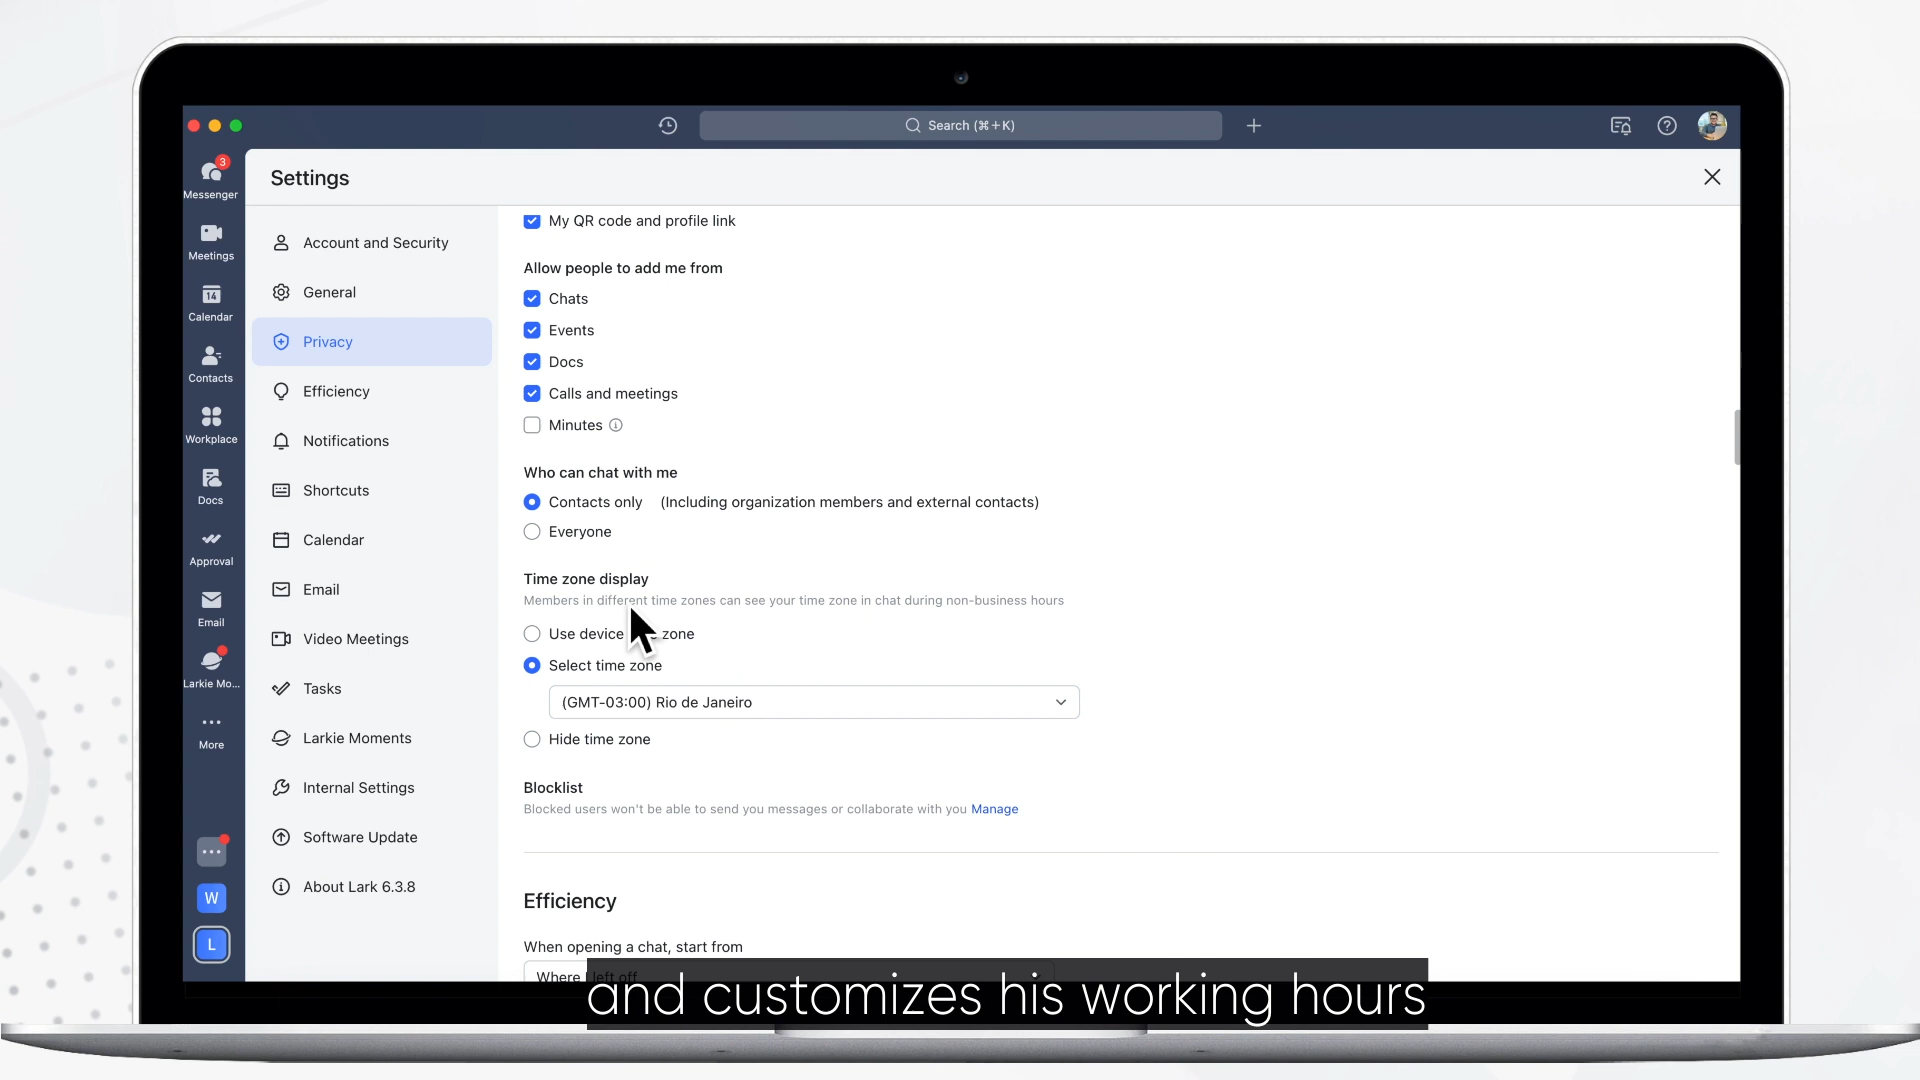 Search (⌘+K)
3
Messenger
Meetings
14
Calendar
Contacts
Workplace
Docs
Approval
Email
Larkie Mo...
More
W
L
Settings
Account and Security
General
Privacy
Efficiency
Notifications
Shortcuts
Calendar
Email
Video Meetings
Tasks
Larkie Moments
Internal Settings
Software Update
About Lark 6.3.8
My QR code and profile link
Allow people to add me from
Chats
Events
Docs
Calls and meetings
Minutes
Who can chat with me
Contacts only (Including organization members and external contacts)
Everyone
Time zone display
Members in different time zones can see your time zone in chat during non-business hours
Use device zone
Select time zone
(GMT-03:00) Rio de Janeiro
Hide time zone
Blocklist
Blocked users won't be able to send you messages or collaborate with you Manage
Efficiency
When opening a chat, start from
Where I left off
and customizes his working hours